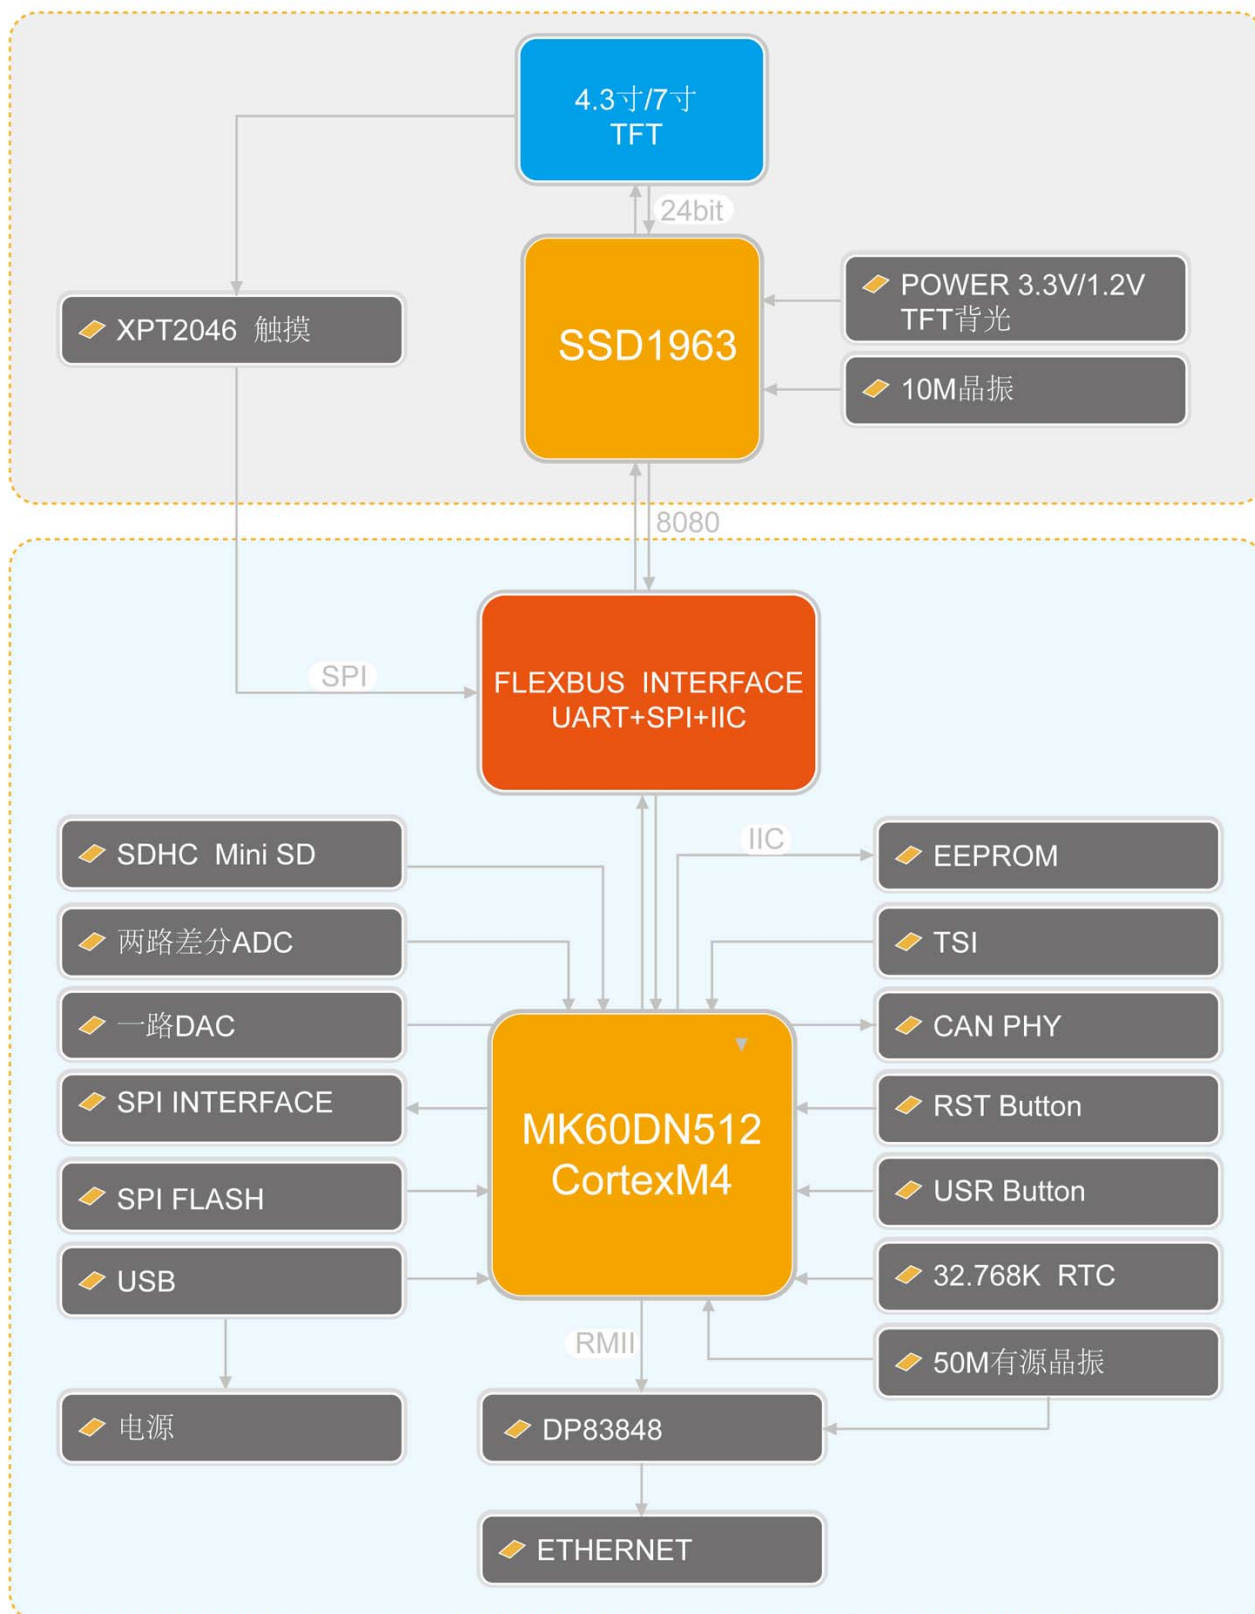 4.3寸/7寸
TFT
24bit
XPT2046 触摸
SSD1963
POWER 3.3V/1.2V
TFT背光
10M晶振
8080
SPI
FLEXBUS INTERFACE
UART+SPI+IIC
SDHC Mini SD
IIC
EEPROM
两路差分ADC
TSI
一路DAC
CAN PHY
SPI INTERFACE
RST Button
MK60DN512
CortexM4
SPI FLASH
USR Button
USB
32.768K RTC
RMII
50M有源晶振
电源
DP83848
ETHERNET